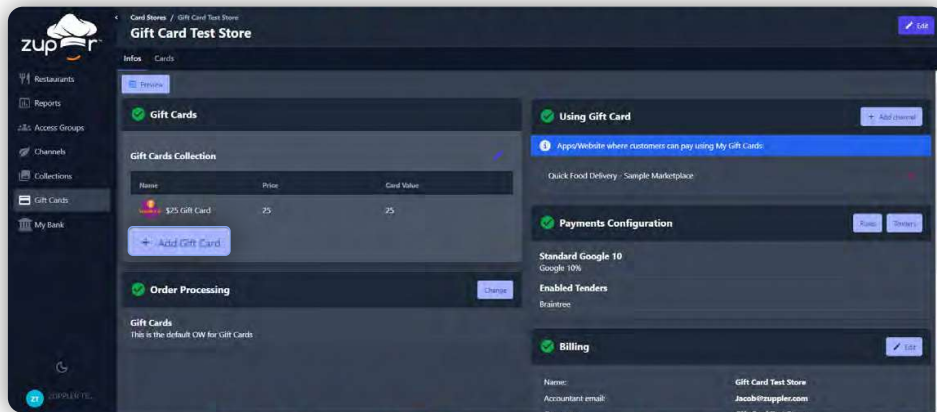 zuppler
Card Stores / Gift Card Test Store
Gift Card Test Store
Edit
Infos Cards
Restaurants
Reports
Access Groups
Channels
Collections
Gift Cards
My Bank
Preview
Gift Cards
Gift Cards Collection
Name Price Card Value
$25 Gift Card 25 25
+ Add Gift Card
Order Processing
Change
Gift Cards
This is the default OW for Gift Cards
Using Gift Card
+ Add channel
Apps/Website where customers can pay using My Gift Cards
Quick Food Delivery - Sample Marketplace
Payments Configuration
Rules Tenders
Standard Google 10
Google 10%
Enabled Tenders
Braintree
Billing
Edit
Name: Gift Card Test Store
Accountant email: Jacob@zuppler.com
ZT ZUPPLER TE...